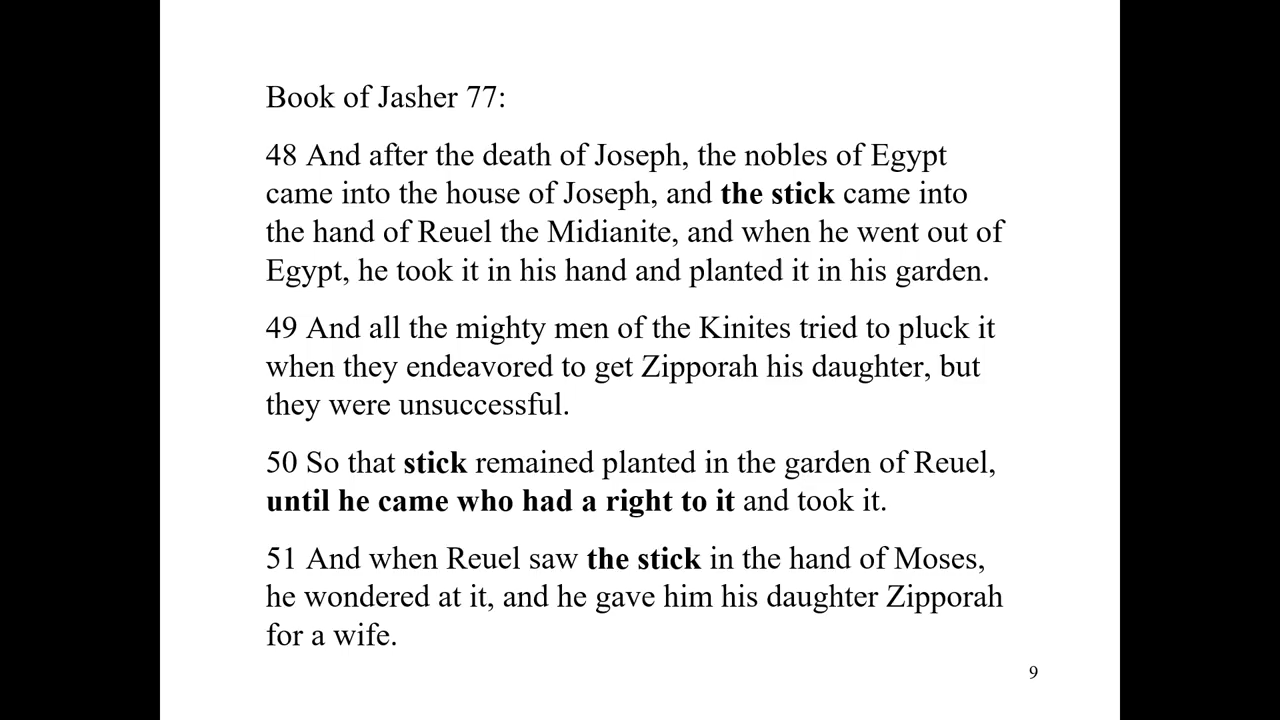 Book of Jasher 77:
48 And after the death of Joseph, the nobles of Egypt
came into the house of Joseph, and the stick came into
the hand of Reuel the Midianite, and when he went out of
Egypt, he took it in his hand and planted it in his garden.
49 And all the mighty men of the Kinites tried to pluck it
when they endeavored to get Zipporah his daughter, but
they were unsuccessful.
50 So that stick remained planted in the garden of Reuel,
until he came who had a right to it and took it.
51 And when Reuel saw the stick in the hand of Moses,
he wondered at it, and he gave him his daughter Zipporah
for a wife.
9